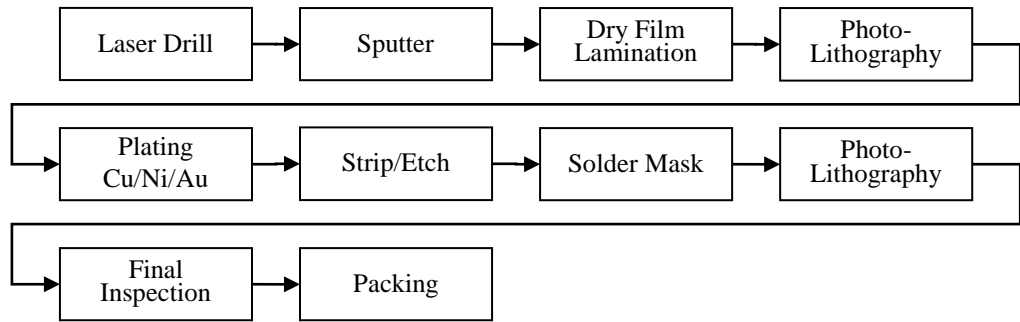 Laser Drill
Sputter
Dry Film
Lamination
Photo-
Lithography
Plating
Cu/Ni/Au
Strip/Etch
Solder Mask
Photo-
Lithography
Final
Inspection
Packing